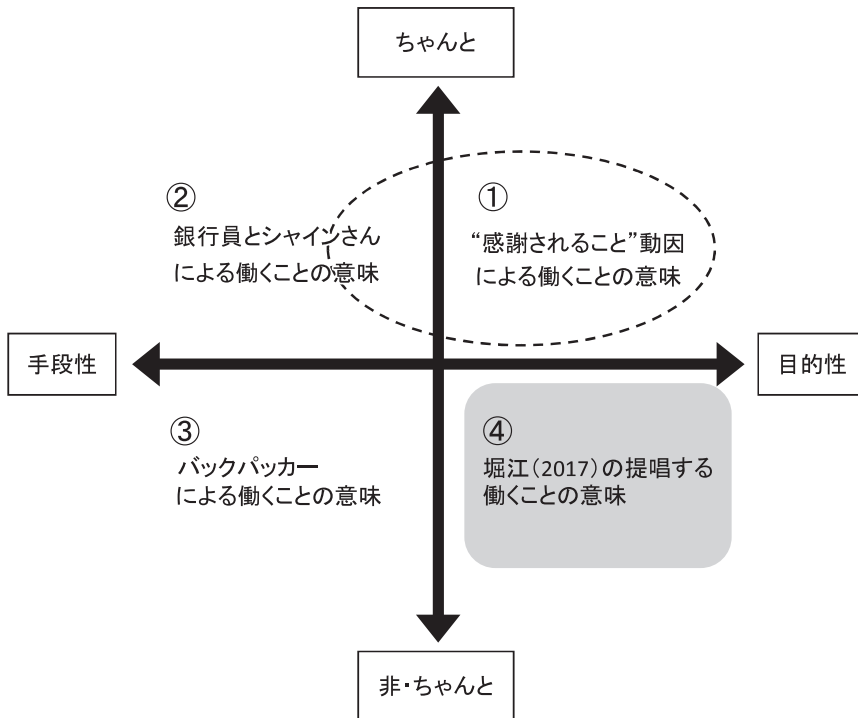 ちゃんと
②
銀行員とシャインさん
による働くことの意味
①
“感謝されること”動因
による働くことの意味
手段性
目的性
③
バックパッカー
による働くことの意味
④
堀江（2017）の提唱する
働くことの意味
非・ちゃんと